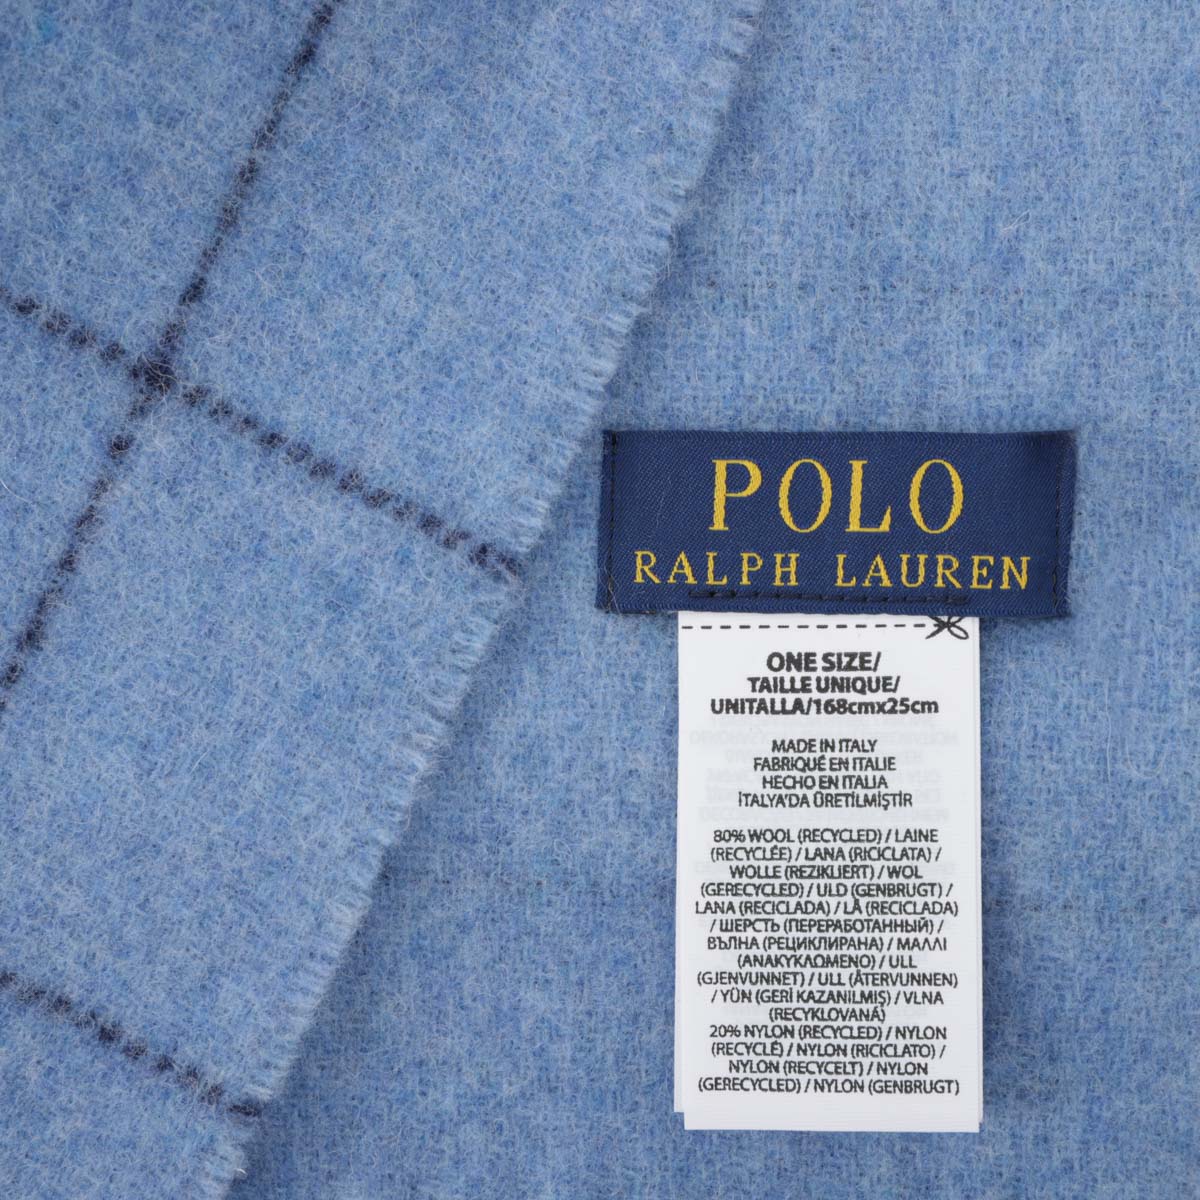 POLO
RALPH LAUREN
ONE SIZE/
TAILLE UNIQUE/
UNITALLA/168cmx25cm
MADE IN ITALY
FABRIQUÉ EN ITALIE
HECHO EN ITALIA
İTALYA'DA ÜRETİLMİŞTİR
80% WOOL (RECYCLED) / LAINE
(RECYCLÉE) / LANA (RICICLATA) /
WOLLE (REZIKLIERT) / WOL
(GERECYCLED) / ULD (GENBRUGT) /
LANA (RECICLADA) / LÃ (RECICLADA)
/ ШЕРСТЬ (ПЕРЕРАБОТАННЫЙ) /
ВЪЛНА (РЕЦИКЛИРАНА) / ΜΑΛΛΙ
(ΑΝΑΚΥΚΛΩΜΕΝΟ) / ULL
(GJENVUNNET) / ULL (ÅTERVUNNEN)
/ YÜN (GERİ KAZANILMIŞ) / VLNA
(RECYKLOVANÁ)
20% NYLON (RECYCLED) / NYLON
(RECYCLÉ) / NYLON (RICICLATO) /
NYLON (RECYCELT) / NYLON
(GERECYCLED) / NYLON (GENBRUGT)